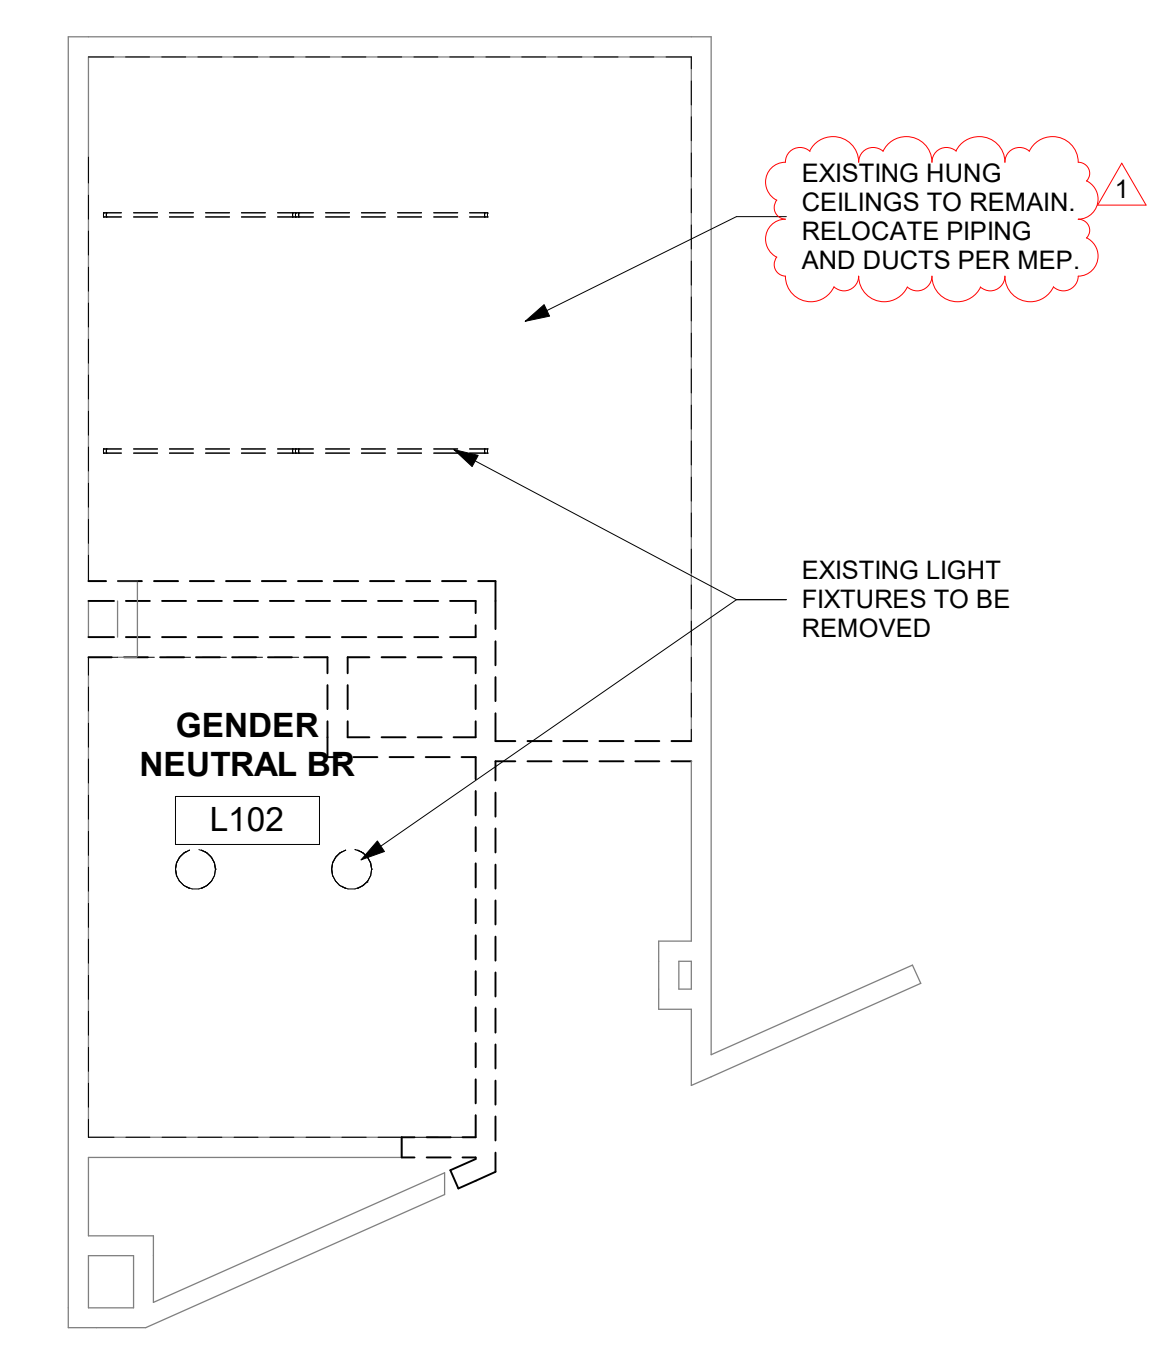 EXISTING HUNG
CEILINGS TO REMAIN.
RELOCATE PIPING
AND DUCTS PER MEP.
1
EXISTING LIGHT
FIXTURES TO BE
REMOVED
GENDER
NEUTRAL BR
L102